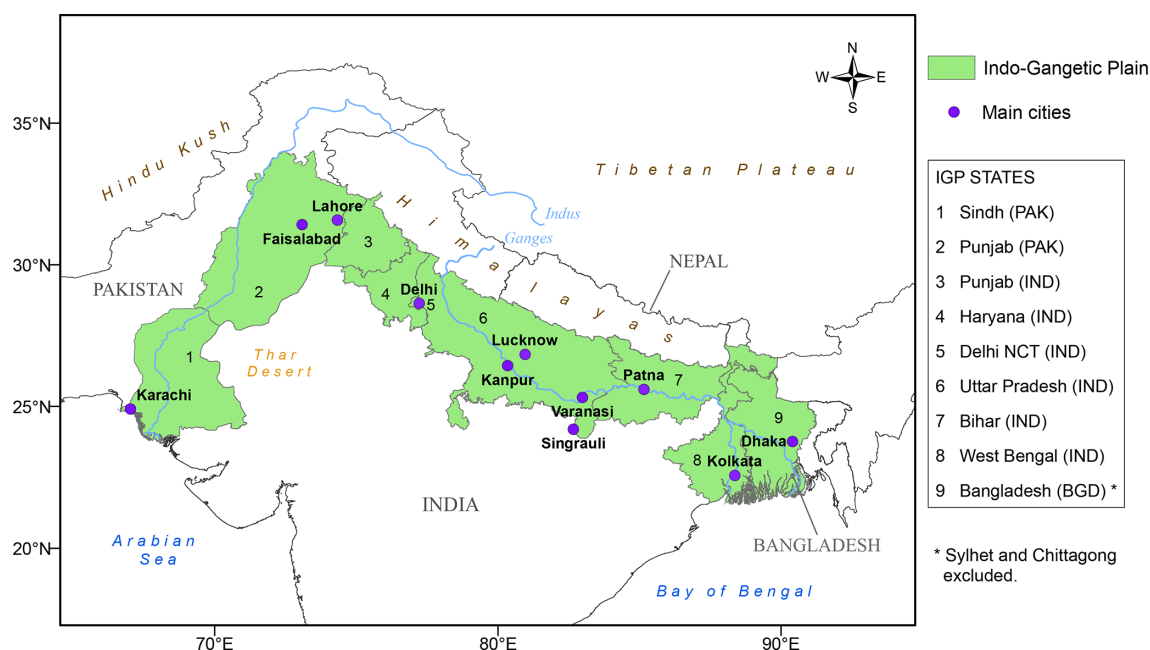 N
W E
S
35°N
30°N
25°N
20°N
70°E
80°E
90°E
Hindu Kush
Tibetan Plateau
Himalayas
Indus
Ganges
Lahore
Faisalabad
3
PAKISTAN
2
4
Delhi
5
NEPAL
6
Thar
Desert
1
Lucknow
Kanpur
Patna
7
Karachi
Varanasi
Singrauli
9
Dhaka
8
Kolkata
INDIA
BANGLADESH
Arabian
Sea
Bay of Bengal
Indo-Gangetic Plain
Main cities
IGP STATES
1 Sindh (PAK)
2 Punjab (PAK)
3 Punjab (IND)
4 Haryana (IND)
5 Delhi NCT (IND)
6 Uttar Pradesh (IND)
7 Bihar (IND)
8 West Bengal (IND)
9 Bangladesh (BGD) *
* Sylhet and Chittagong
excluded.